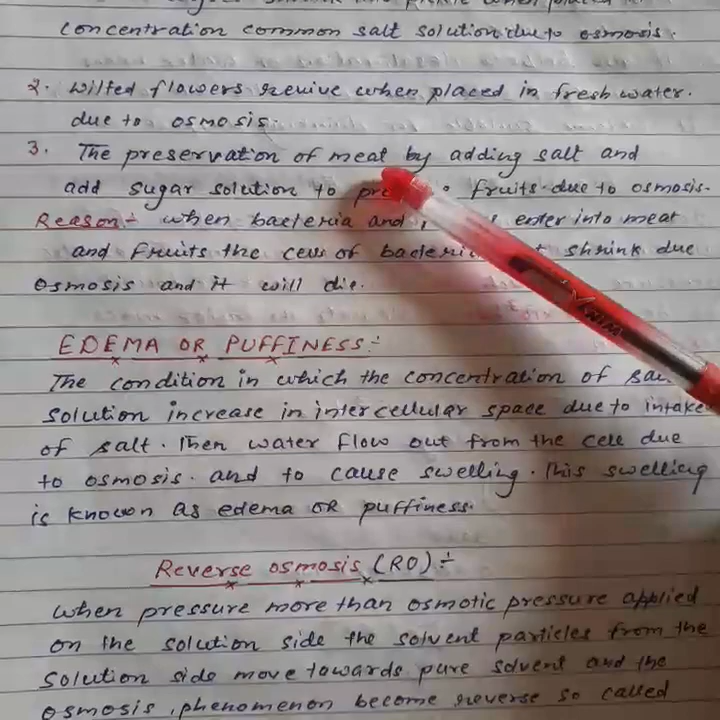 concentration common salt solution due to osmosis.
2. wilted flowers revive when placed in fresh water.
due to osmosis.
3. The preservation of meat by adding salt and
add sugar solution to pre fruits due to osmosis.
Reason :- when bacteria and enter into meat
and fruits the cell of bacteri shrink due
osmosis and it will die.
EDEMA OR PUFFINESS :-
The condition in which the concentration of
solution increase in intercellular space due to intake
of salt. Then water flow out from the cell due
to osmosis. and to cause swelling. This swelling
is known as edema OR puffiness.
Reverse osmosis (RO) :-
when pressure more than osmotic pressure applied
on the solution side the solvent particles from the
solution side move towards pure solvent and the
osmosis phenomenon become reverse so called